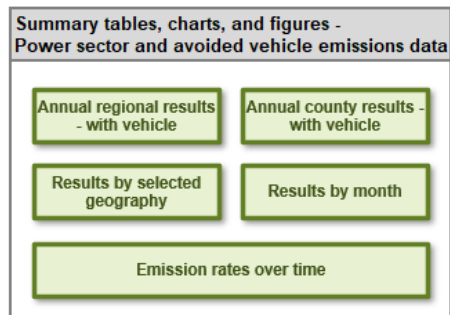 Summary tables, charts, and figures -
Power sector and avoided vehicle emissions data
Annual regional results
- with vehicle
Annual county results -
with vehicle
Results by selected
geography
Results by month
Emission rates over time